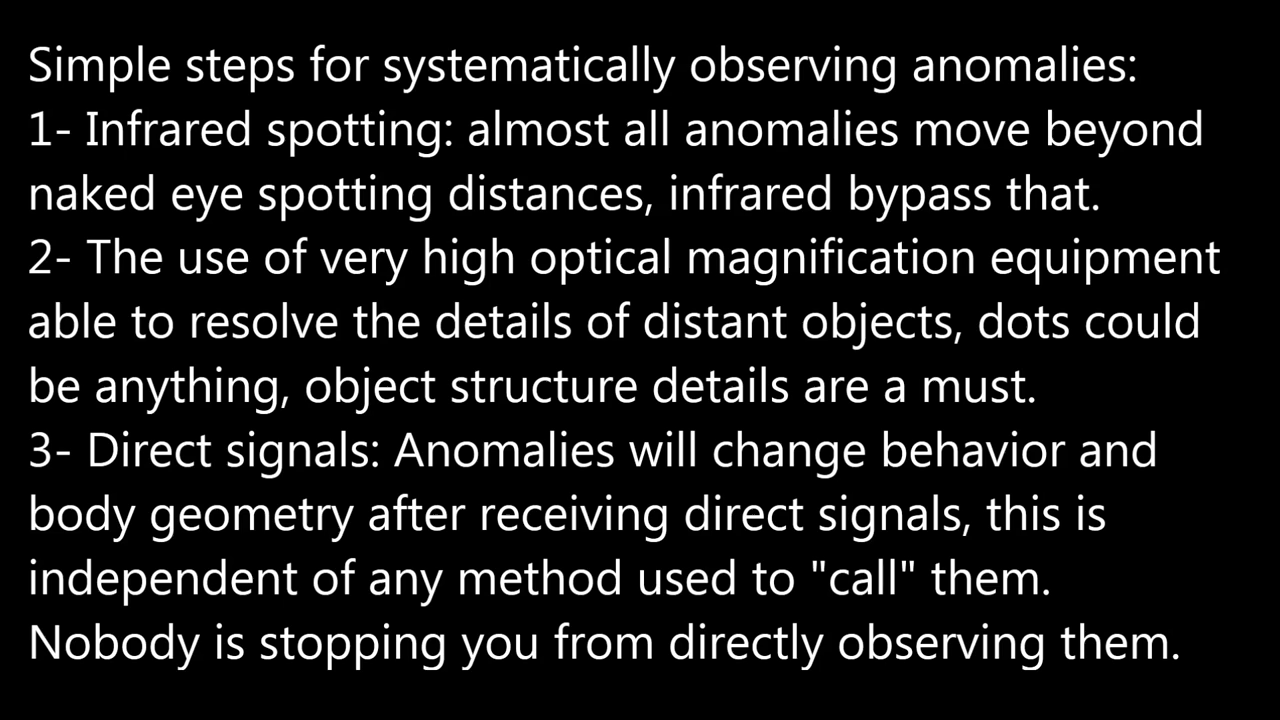 Simple steps for systematically observing anomalies:
1- Infrared spotting: almost all anomalies move beyond
naked eye spotting distances, infrared bypass that.
2- The use of very high optical magnification equipment
able to resolve the details of distant objects, dots could
be anything, object structure details are a must.
3- Direct signals: Anomalies will change behavior and
body geometry after receiving direct signals, this is
independent of any method used to "call" them.
Nobody is stopping you from directly observing them.